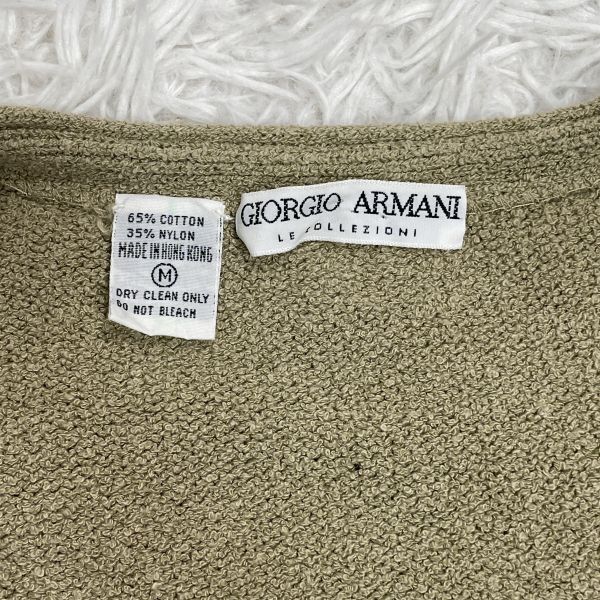 65% COTTON
35% NYLON
MADE IN HONG KONG
M
DRY CLEAN ONLY
DO NOT BLEACH
GIORGIO ARMANI
LE COLLEZIONI